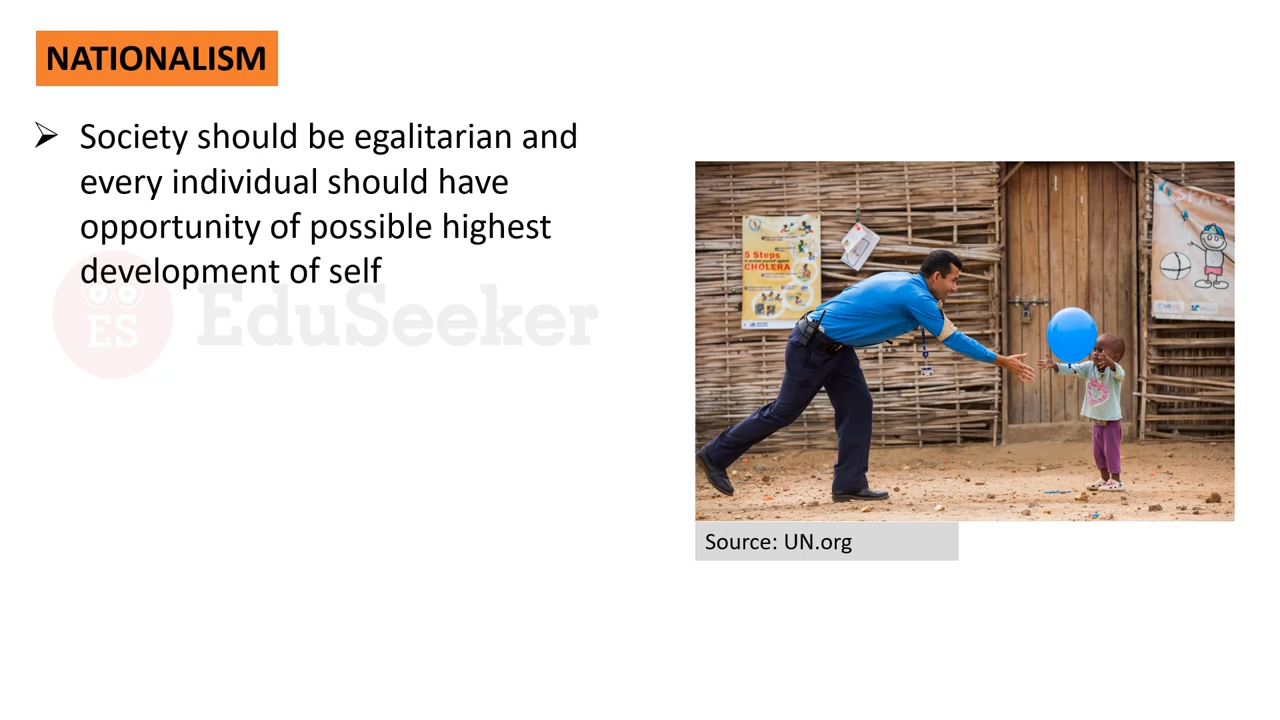 NATIONALISM
Society should be egalitarian and
every individual should have
opportunity of possible highest
development of self
ES EduSeeker
5 Steps
CHOLERA
Source: UN.org